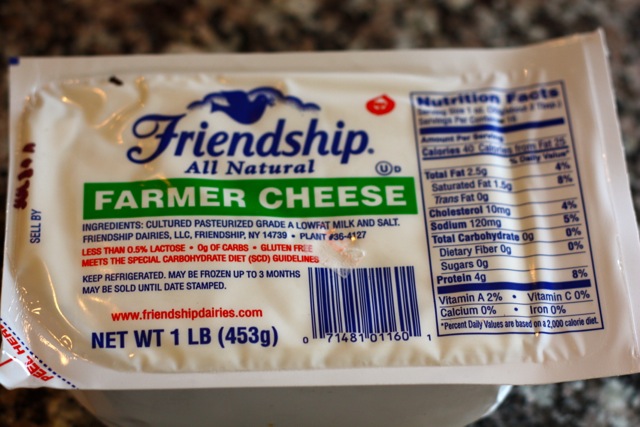 Friendship.
All Natural
U D
FARMER CHEESE
INGREDIENTS: CULTURED PASTEURIZED GRADE A LOWFAT MILK AND SALT.
FRIENDSHIP DAIRIES, LLC, FRIENDSHIP, NY 14739 • PLANT #36-4127
LESS THAN 0.5% LACTOSE • 0g OF CARBS • GLUTEN FREE
MEETS THE SPECIAL CARBOHYDRATE DIET (SCD) GUIDELINES
KEEP REFRIGERATED. MAY BE FROZEN UP TO 3 MONTHS
MAY BE SOLD UNTIL DATE STAMPED.
www.friendshipdairies.com
NET WT 1 LB (453g)
0 71481 01160 1
SELL BY
PEEL HERE
Nutrition Facts
Amount Per Serving
Calories 40 Calories from Fat 25
% Daily Value*
Total Fat 2.5g 4%
Saturated Fat 1.5g 8%
Trans Fat 0g
Cholesterol 10mg 4%
Sodium 120mg 5%
Total Carbohydrate 0g 0%
Dietary Fiber 0g 0%
Sugars 0g
Protein 4g 8%
Vitamin A 2% • Vitamin C 0%
Calcium 0% • Iron 0%
*Percent Daily Values are based on a 2,000 calorie diet.